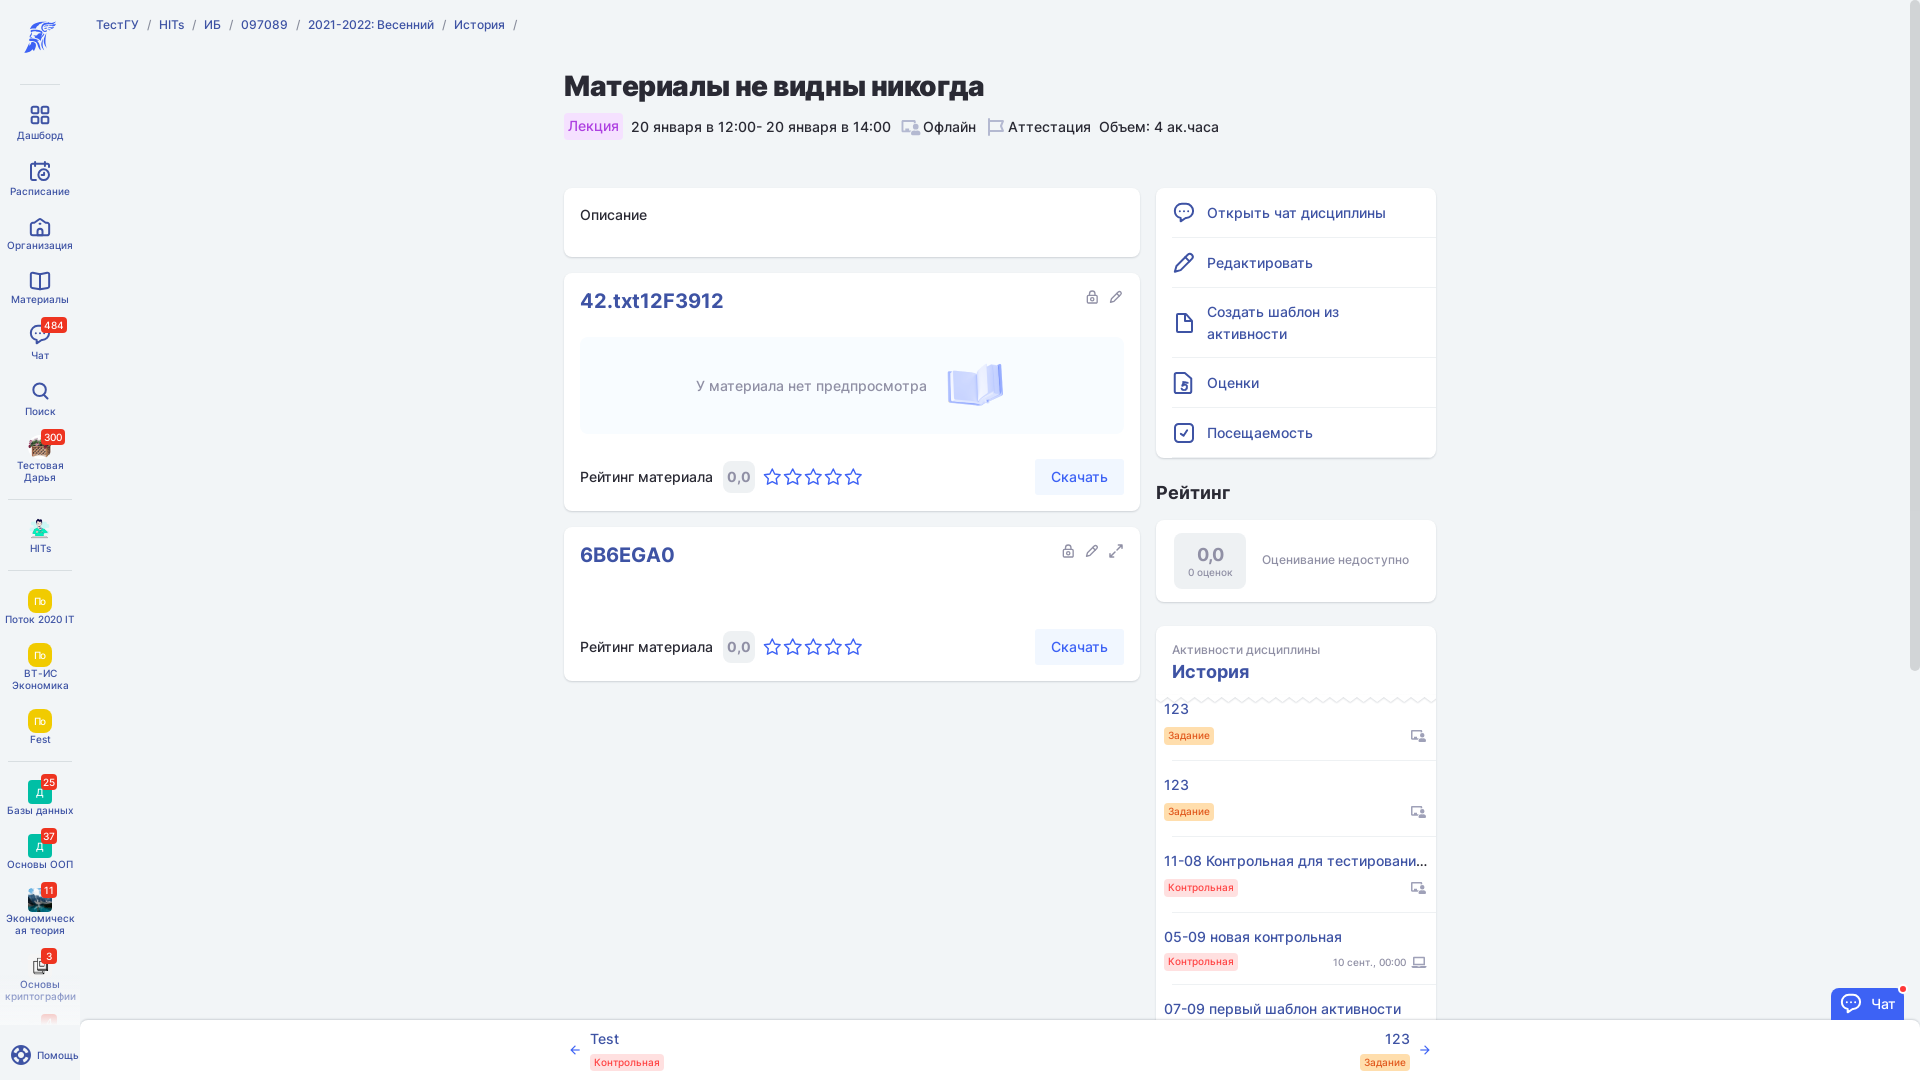 ТестГУ / HITs / ИБ / 097089 / 2021-2022: Весенний / История /
Дашборд
Расписание
Организация
Материалы
484
Чат
Поиск
300
Тестовая
Дарья
HITs
По
Поток 2020 IT
По
ВТ-ИС
Экономика
По
Fest
25
Д
Базы данных
37
Д
Основы ООП
11
Экономическ
ая теория
3
Основы
криптографии
Помощь
Материалы не видны никогда
Лекция 20 января в 12:00- 20 января в 14:00 Офлайн Аттестация Объем: 4 ак.часа
Описание
42.txt12F3912
У материала нет предпросмотра
Рейтинг материала 0,0 Скачать
6B6EGA0
Рейтинг материала 0,0 Скачать
Открыть чат дисциплины
Редактировать
Создать шаблон из
активности
Оценки
Посещаемость
Рейтинг
0,0
0 оценок
Оценивание недоступно
Активности дисциплины
История
123
Задание
123
Задание
11-08 Контрольная для тестировани...
Контрольная
05-09 новая контрольная
Контрольная 10 сент., 00:00
07-09 первый шаблон активности
Чат
Test
Контрольная
123
Задание